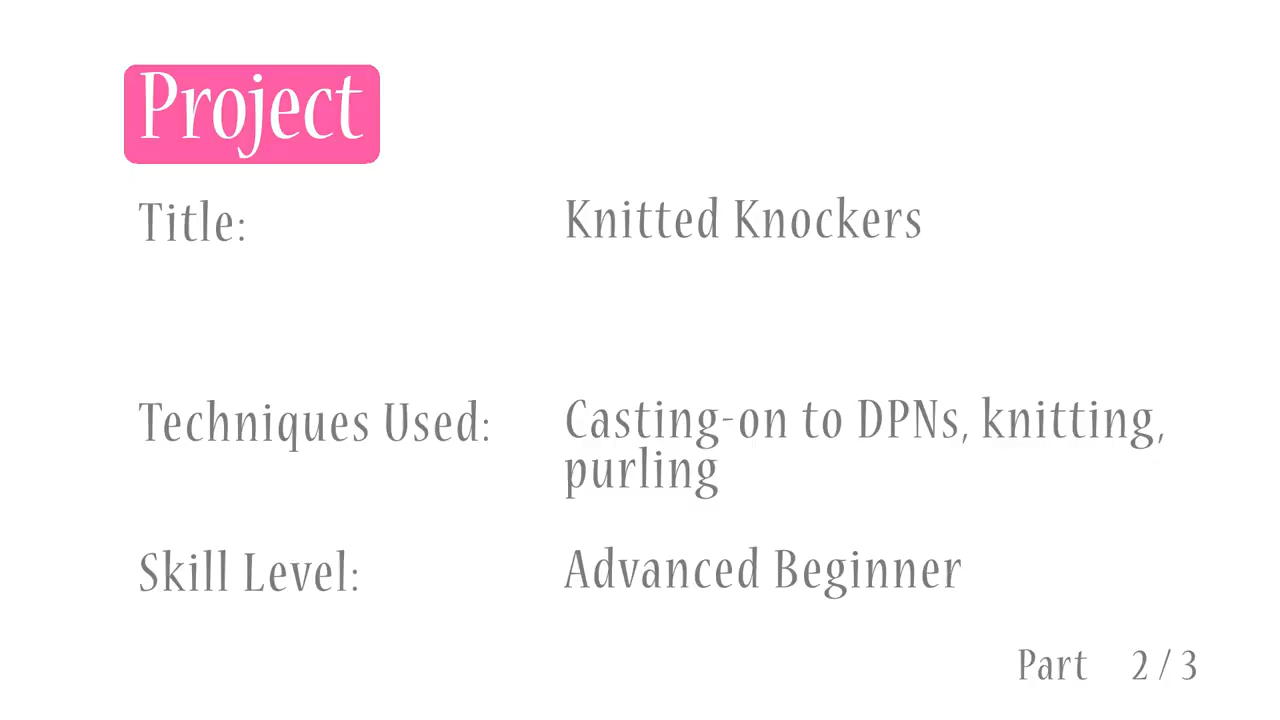 Project
Title: Knitted Knockers
Techniques Used: Casting-on to DPNs, knitting,
purling
Skill Level: Advanced Beginner
Part 2 / 3